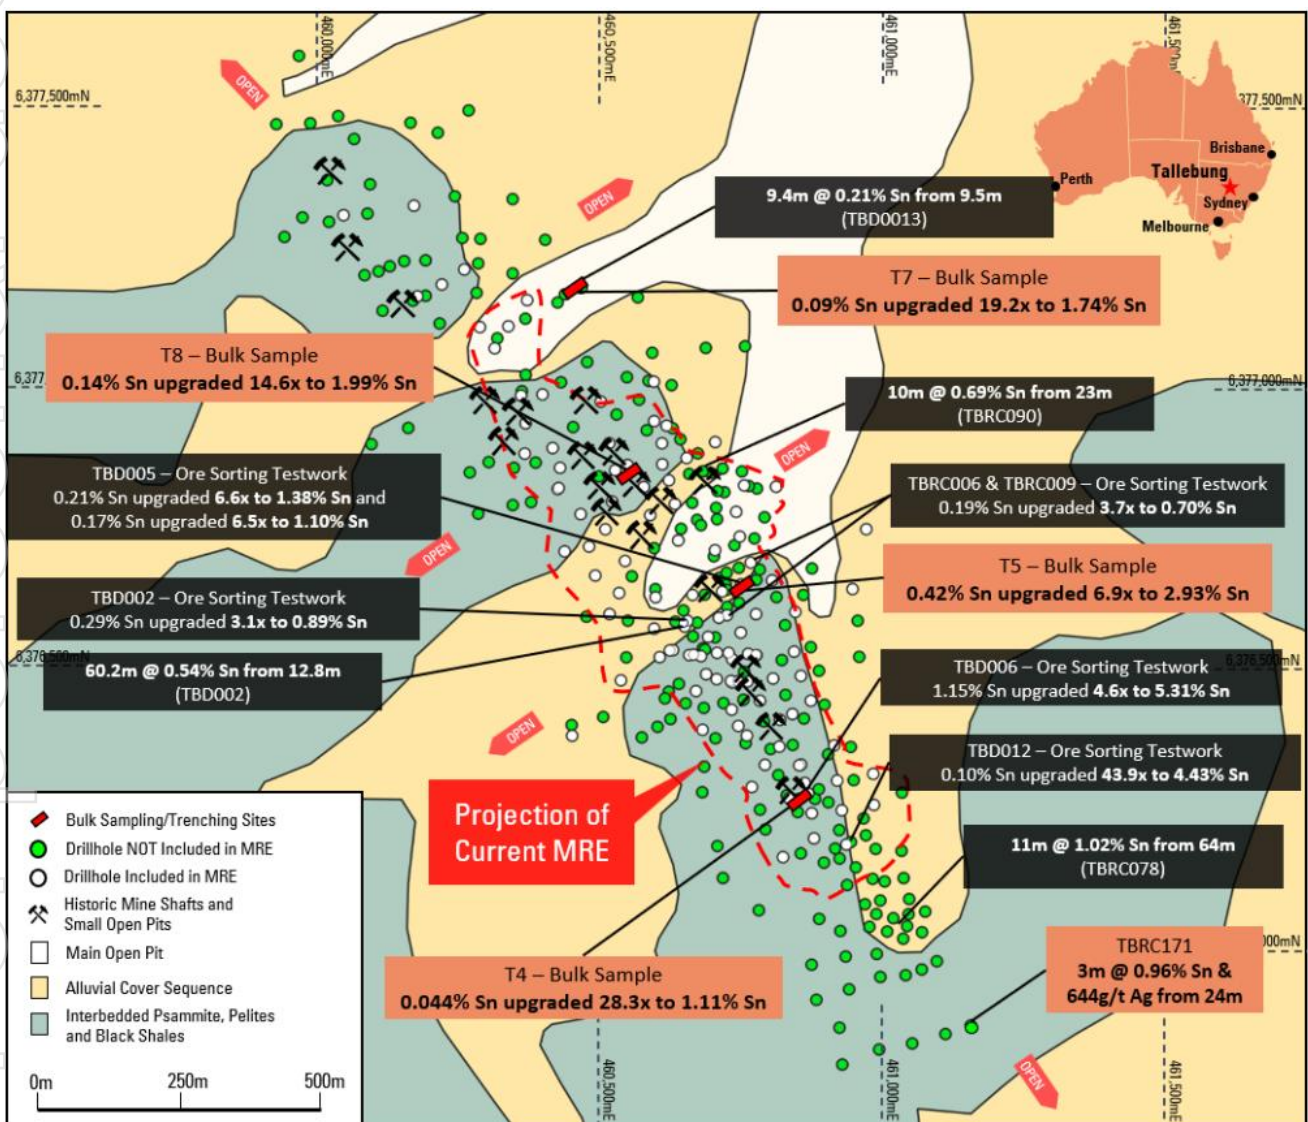 460,000mE
460,500mE
461,000mE
OPEN
6,377,500mN
377,500mN
Brisbane
Perth
Tallebung
Sydney
Melbourne
OPEN
9.4m @ 0.21% Sn from 9.5m
(TBD0013)
T7 – Bulk Sample
0.09% Sn upgraded 19.2x to 1.74% Sn
T8 – Bulk Sample
0.14% Sn upgraded 14.6x to 1.99% Sn
6,377
6,377,000mN
10m @ 0.69% Sn from 23m
(TBRC090)
OPEN
TBD005 – Ore Sorting Testwork
0.21% Sn upgraded 6.6x to 1.38% Sn and
0.17% Sn upgraded 6.5x to 1.10% Sn
TBRC006 & TBRC009 – Ore Sorting Testwork
0.19% Sn upgraded 3.7x to 0.70% Sn
OPEN
T5 – Bulk Sample
0.42% Sn upgraded 6.9x to 2.93% Sn
TBD002 – Ore Sorting Testwork
0.29% Sn upgraded 3.1x to 0.89% Sn
6,376,500mN
6,376,500mN
60.2m @ 0.54% Sn from 12.8m
(TBD002)
TBD006 – Ore Sorting Testwork
1.15% Sn upgraded 4.6x to 5.31% Sn
OPEN
TBD012 – Ore Sorting Testwork
0.10% Sn upgraded 43.9x to 4.43% Sn
Projection of
Current MRE
11m @ 1.02% Sn from 64m
(TBRC078)
000mN
TBRC171
3m @ 0.96% Sn &
644g/t Ag from 24m
T4 – Bulk Sample
0.044% Sn upgraded 28.3x to 1.11% Sn
OPEN
Bulk Sampling/Trenching Sites
Drillhole NOT Included in MRE
Drillhole Included in MRE
Historic Mine Shafts and
Small Open Pits
Main Open Pit
Alluvial Cover Sequence
Interbedded Psammite, Pelites
and Black Shales
0m
250m
500m
460,500mE
461,000mE
461,500mE